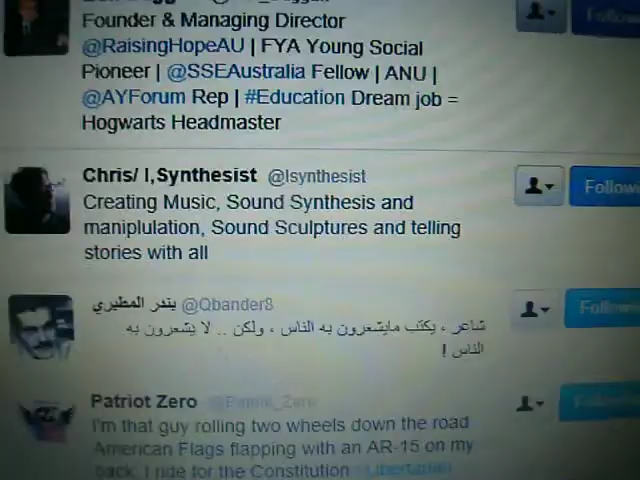 Founder & Managing Director
@RaisingHopeAU | FYA Young Social
Pioneer | @SSEAustralia Fellow | ANU |
@AYForum Rep | #Education Dream job =
Hogwarts Headmaster
Chris/ I,Synthesist @Isynthesist
Followi
Creating Music, Sound Synthesis and
maniplulation, Sound Sculptures and telling
stories with all
بندر المطيري @Qbander8
Followi
شاعر ، يكتب مايشعرون به الناس ، ولكن .. لا يشعرون به
الناس !
Patriot Zero
I'm that guy rolling two wheels down the road
American Flags flapping with an AR-15 on my
back. I ride for the Constitution